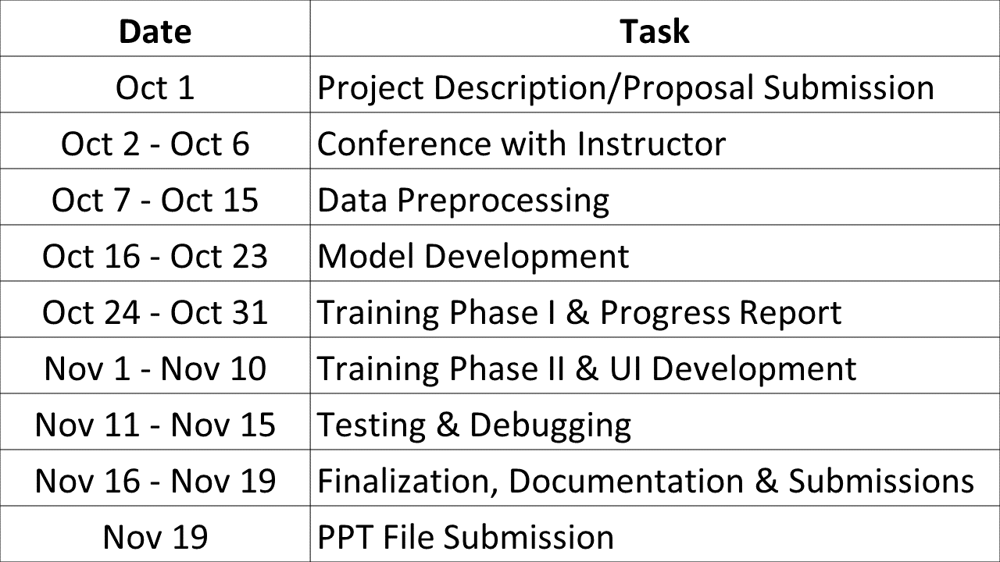 Date Task
Oct 1 Project Description/Proposal Submission
Oct 2 - Oct 6 Conference with Instructor
Oct 7 - Oct 15 Data Preprocessing
Oct 16 - Oct 23 Model Development
Oct 24 - Oct 31 Training Phase I & Progress Report
Nov 1 - Nov 10 Training Phase II & UI Development
Nov 11 - Nov 15 Testing & Debugging
Nov 16 - Nov 19 Finalization, Documentation & Submissions
Nov 19 PPT File Submission